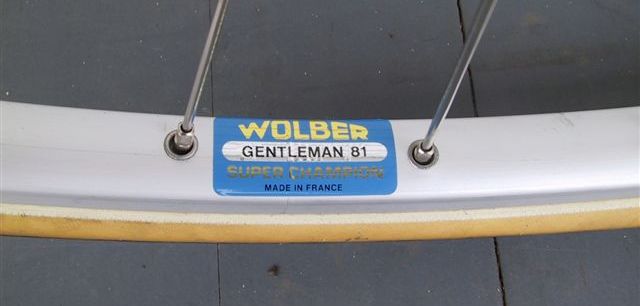 WOLBER
GENTLEMAN 81
SUPER CHAMPION
MADE IN FRANCE